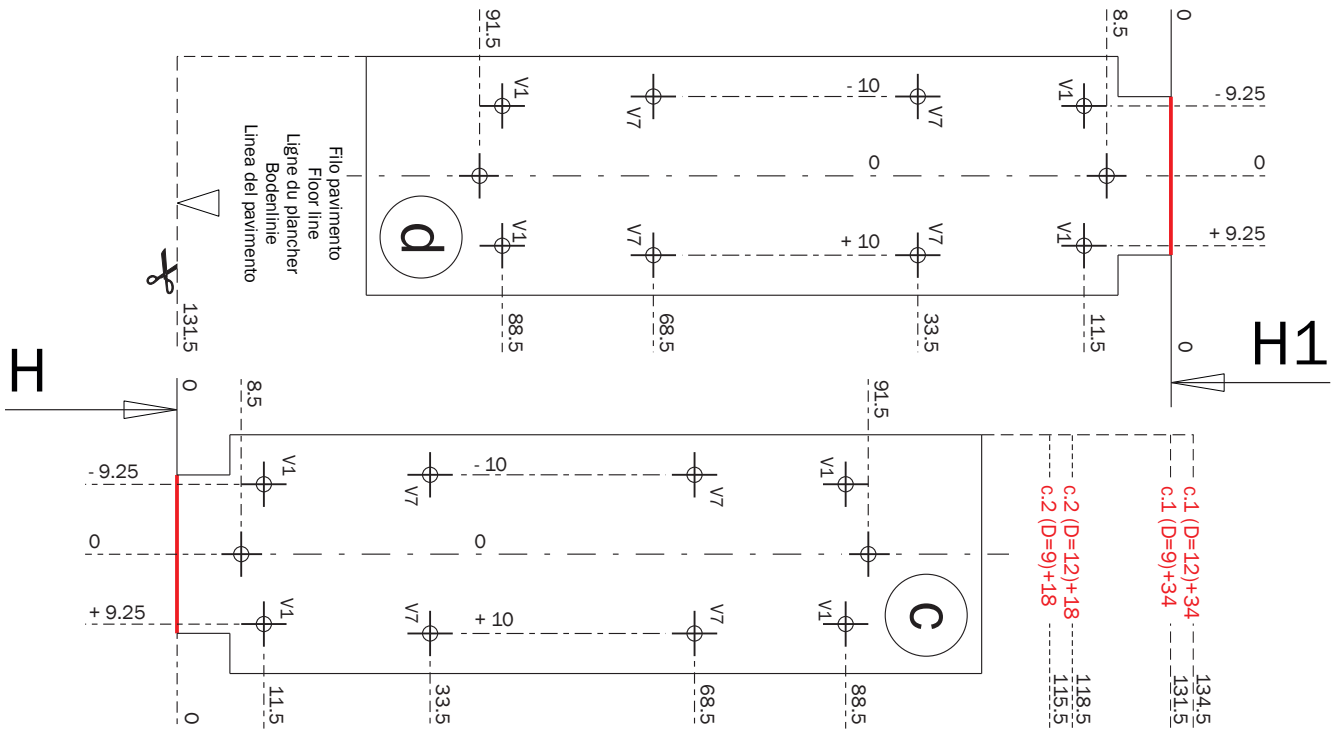 91.5
8.5
0
V1
V7
- 10
V7
V1
- 9.25
0
0
V1
V7
+ 10
V7
V1
+ 9.25
d
Filo pavimento
Floor line
Ligne du plancher
Bodenlinie
Linea del pavimento
131.5
88.5
68.5
33.5
11.5
0
H
H1
0
8.5
91.5
- 9.25
V1
V7
- 10
V7
V1
0
0
+ 9.25
V1
V7
+ 10
V7
V1
c
c.2 (D=9)+18
c.2 (D=12)+18
c.1 (D=9)+34
c.1 (D=12)+34
0
11.5
33.5
68.5
88.5
115.5
118.5
131.5
134.5